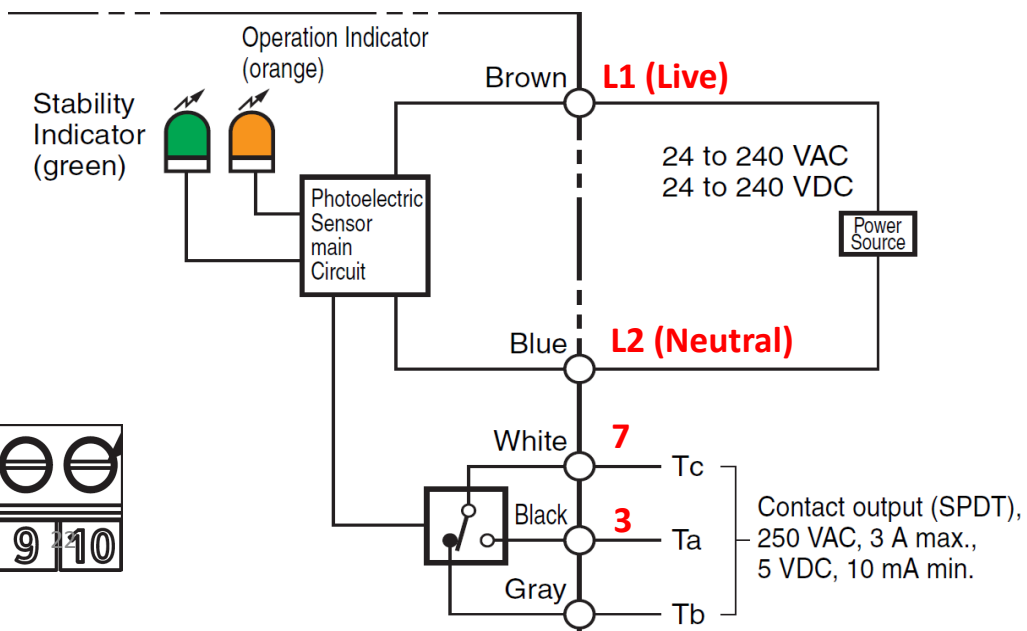 Operation Indicator
(orange)
Stability
Indicator
(green)
Brown
L1 (Live)
24 to 240 VAC
24 to 240 VDC
Photoelectric
Sensor
main
Circuit
Power
Source
Blue
L2 (Neutral)
White
7
Tc
Black
3
Ta
Contact output (SPDT),
250 VAC, 3 A max.,
5 VDC, 10 mA min.
Gray
Tb
9
22
10